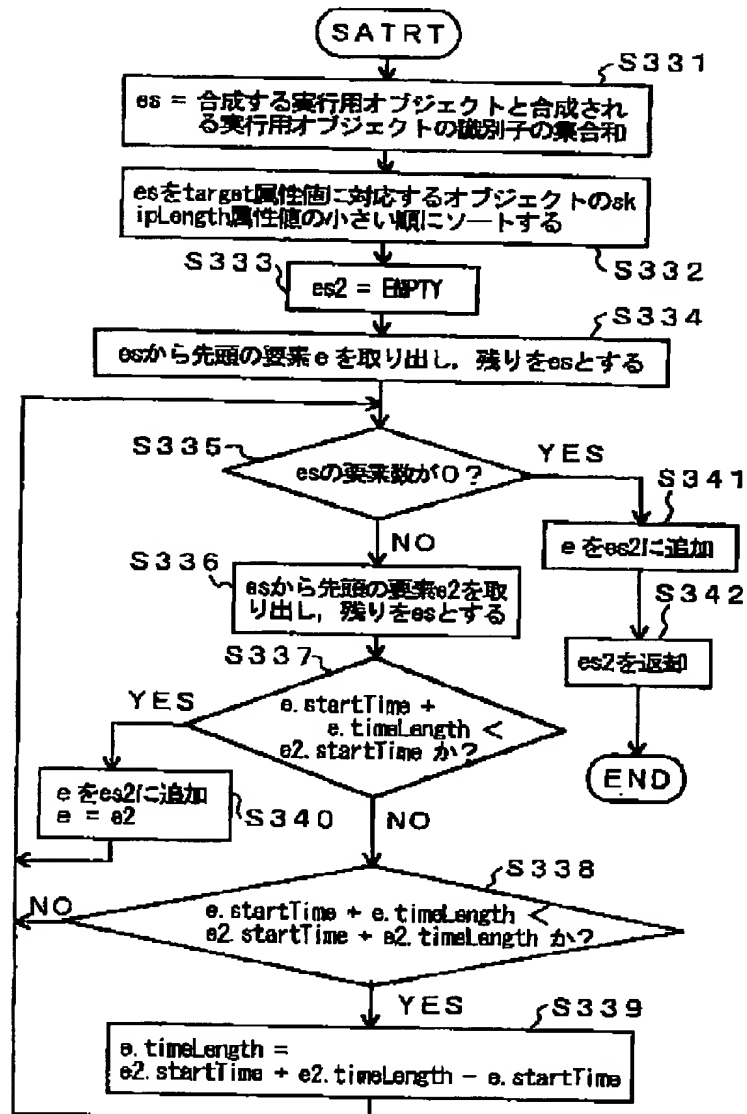 SATRT
S331
es = 合成する実行用オブジェクトと合成され
る実行用オブジェクトの識別子の集合和
esをtarget属性値に対応するオブジェクトのsk
ipLength属性値の小さい順にソートする
S332
S333
es2 = EMPTY
S334
esから先頭の要素eを取り出し，残りをesとする
S335
esの要素数が0？
YES
NO
S341
eをes2に追加
S336
esから先頭の要素e2を取
り出し，残りをesとする
S342
es2を返却
END
S337
e.startTime +
e.timeLength <
e2.startTime か？
YES
NO
eをes2に追加
e = e2
S340
S338
e.startTime + e.timeLength <
e2.startTime + e2.timeLength か？
NO
YES
S339
e.timeLength =
e2.startTime + e2.timeLength - e.startTime